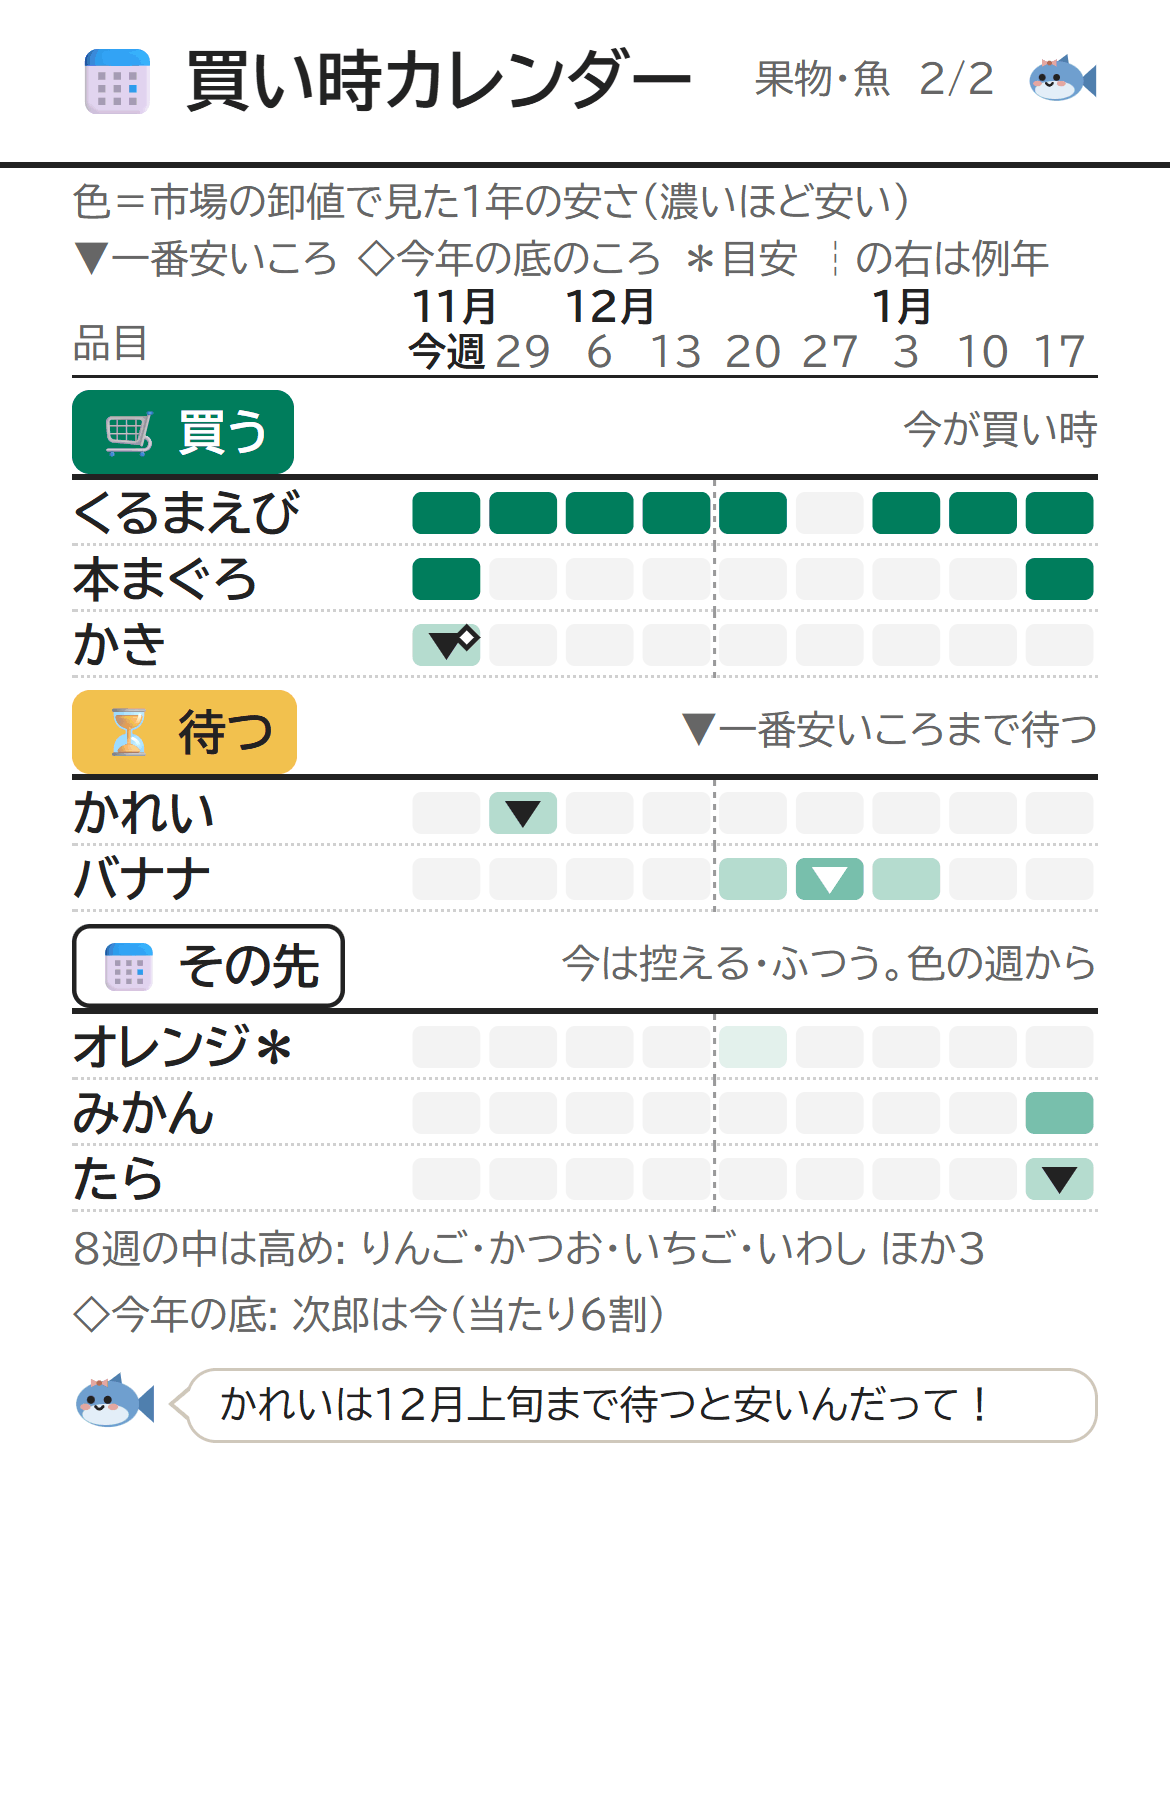 買い時カレンダー 果物・魚 2/2
色＝市場の卸値で見た1年の安さ（濃いほど安い）
▼一番安いころ ◇今年の底のころ ＊目安 ┆の右は例年
11月 12月 1月
品目 今週 29 6 13 20 27 3 10 17
買う 今が買い時
くるまえび
本まぐろ
かき
待つ ▼一番安いころまで待つ
かれい
バナナ
その先 今は控える・ふつう。色の週から
オレンジ＊
みかん
たら
8週の中は高め: りんご・かつお・いちご・いわし ほか3
◇今年の底: 次郎は今（当たり6割）
かれいは12月上旬まで待つと安いんだって！